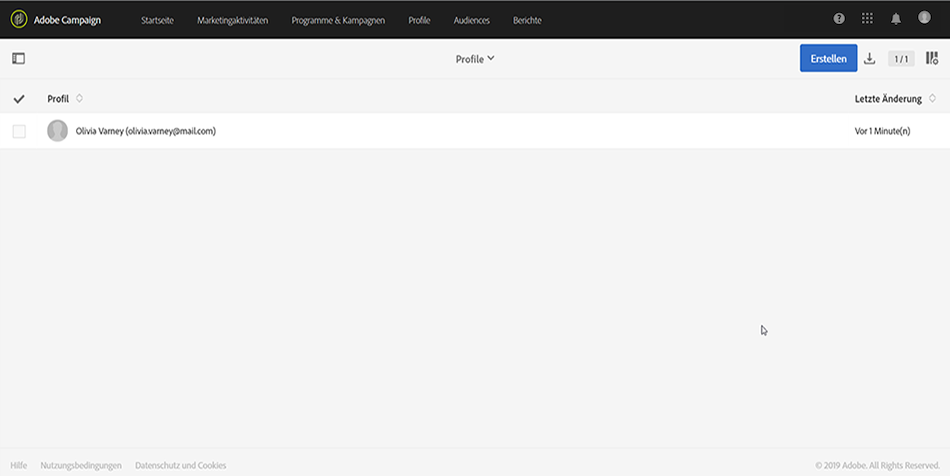 Adobe Campaign Startseite Marketingaktivitäten Programme & Kampagnen Profile Audiences Berichte
Profile Erstellen 1 / 1
Profil Letzte Änderung
Olivia Varney (olivia.varney@mail.com) Vor 1 Minute(n)
Hilfe Nutzungsbedingungen Datenschutz und Cookies © 2019 Adobe. All Rights Reserved.